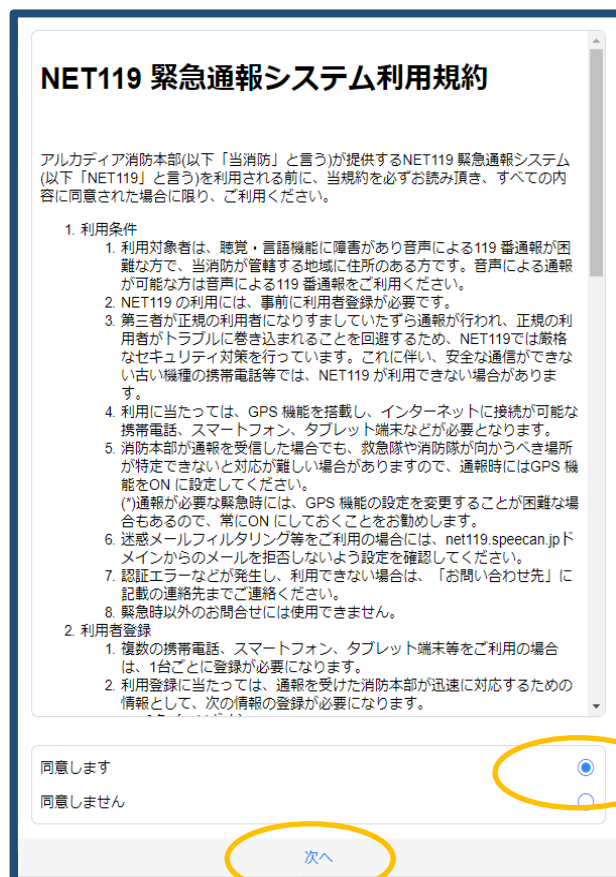 NET119 緊急通報システム利用規約
アルカディア消防本部(以下「当消防」と言う)が提供するNET119 緊急通報システム
(以下「NET119」と言う)を利用される前に、当規約を必ずお読み頂き、すべての内
容に同意された場合に限り、ご利用ください。
1. 利用条件
1. 利用対象者は、聴覚・言語機能に障害があり音声による119 番通報が困
難な方で、当消防が管轄する地域に住所のある方です。音声による通報
が可能な方は音声による119 番通報をご利用ください。
2. NET119 の利用には、事前に利用者登録が必要です。
3. 第三者が正規の利用者になりすましていたずら通報が行われ、正規の利
用者がトラブルに巻き込まれることを回避するため、NET119では厳格
なセキュリティ対策を行っています。これに伴い、安全な通信ができな
い古い機種の携帯電話等では、NET119 が利用できない場合がありま
す。
4. 利用に当たっては、GPS 機能を搭載し、インターネットに接続が可能な
携帯電話、スマートフォン、タブレット端末などが必要となります。
5. 消防本部が通報を受信した場合でも、救急隊や消防隊が向かうべき場所
が特定できないと対応が難しい場合がありますので、通報時にはGPS 機
能をON に設定してください。
(*)通報が必要な緊急時には、GPS 機能の設定を変更することが困難な場
合もあるので、常にON にしておくことをお勧めします。
6. 迷惑メールフィルタリング等をご利用の場合には、net119.speecan.jpド
メインからのメールを拒否しないよう設定を確認してください。
7. 認証エラーなどが発生し、利用できない場合は、「お問い合わせ先」に
記載の連絡先までご連絡ください。
8. 緊急時以外のお問合せには使用できません。
2. 利用者登録
1. 複数の携帯電話、スマートフォン、タブレット端末等をご利用の場合
は、1台ごとに登録が必要になります。
2. 利用登録に当たっては、通報を受けた消防本部が迅速に対応するための
情報として、次の情報の登録が必要になります。
同意します
同意しません
次へ